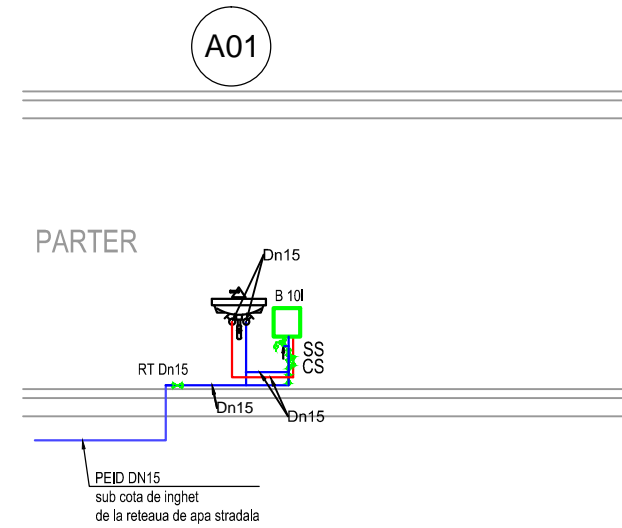 A01
PARTER
Dn15
B 10l
SS
CS
RT Dn15
Dn15
Dn15
PEID DN15
sub cota de inghet
de la reteaua de apa stradala